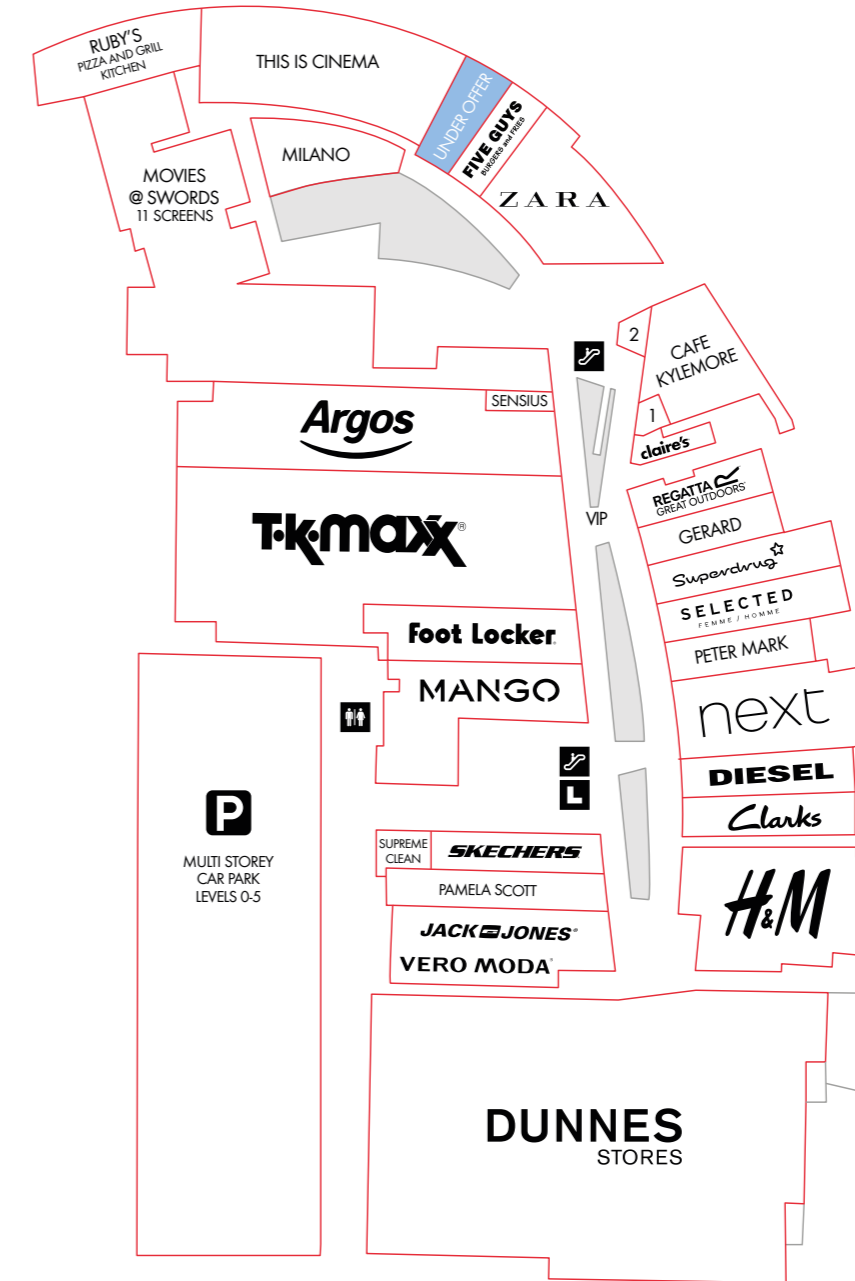 RUBY'S
PIZZA AND GRILL
KITCHEN
THIS IS CINEMA
UNDER OFFER
FIVE GUYS
BURGERS and FRIES
ZARA
MILANO
MOVIES
@ SWORDS
11 SCREENS
2
CAFE
KYLEMORE
1
claire's
Argos
SENSIUS
T·K·maxx®
VIP
REGATTA
GREAT OUTDOORS
GERARD
Superdrug
SELECTED
FEMME / HOMME
PETER MARK
Foot Locker
MANGO
next
DIESEL
Clarks
L
P
MULTI STOREY
CAR PARK
LEVELS 0-5
SUPREME
CLEAN
SKECHERS
PAMELA SCOTT
JACK JONES®
VERO MODA
H&M
DUNNES
STORES